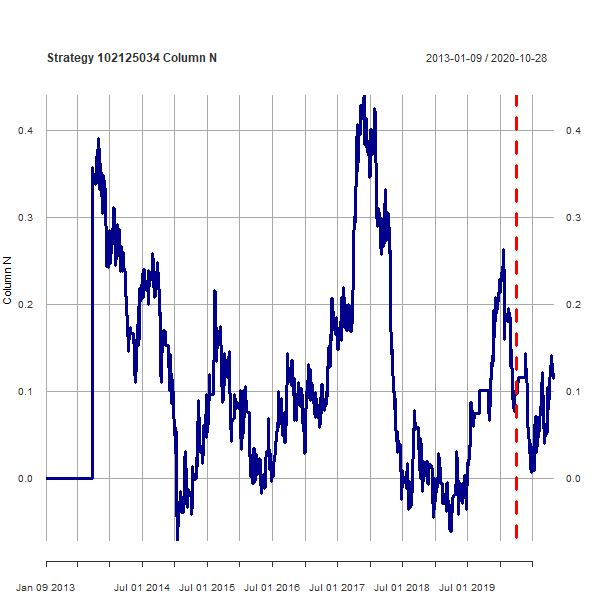 Strategy 102125034 Column N
2013-01-09 / 2020-10-28
Column N
0.4
0.3
0.2
0.1
0.0
0.4
0.3
0.2
0.1
0.0
Jan 09 2013
Jul 01 2014
Jul 01 2015
Jul 01 2016
Jul 01 2017
Jul 01 2018
Jul 01 2019